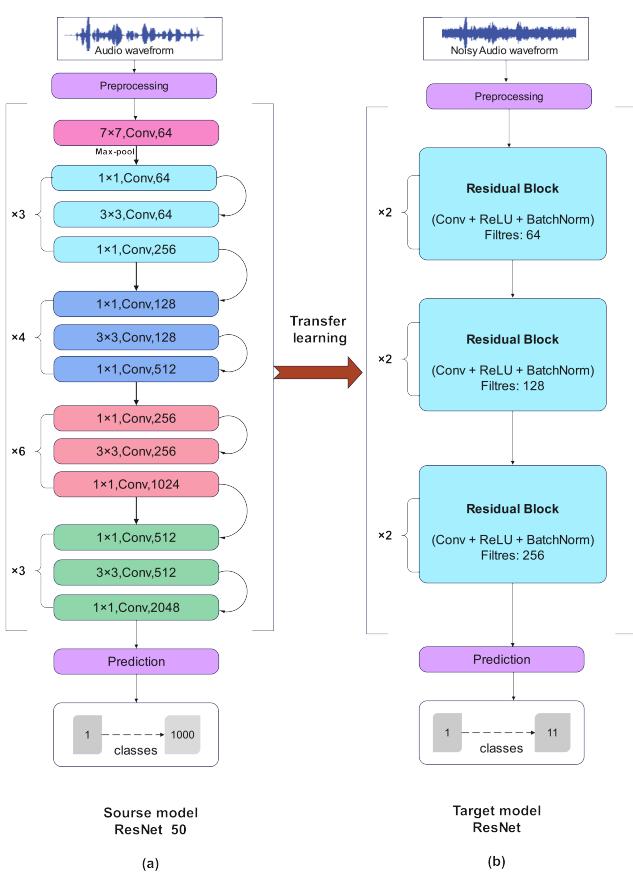 Audio wavefrorm
Preprocessing
7×7,Conv,64
Max-pool
1×1,Conv,64
3×3,Conv,64
1×1,Conv,256
×3
1×1,Conv,128
3×3,Conv,128
1×1,Conv,512
×4
1×1,Conv,256
3×3,Conv,256
1×1,Conv,1024
×6
1×1,Conv,512
3×3,Conv,512
1×1,Conv,2048
×3
Prediction
1
1000
classes
Sourse model
ResNet 50
(a)
Transfer
learning
Noisy Audio wavefrorm
Preprocessing
Residual Block
(Conv + ReLU + BatchNorm)
Filtres: 64
×2
Residual Block
(Conv + ReLU + BatchNorm)
Filtres: 128
×2
Residual Block
(Conv + ReLU + BatchNorm)
Filtres: 256
×2
Prediction
1
11
classes
Target model
ResNet
(b)